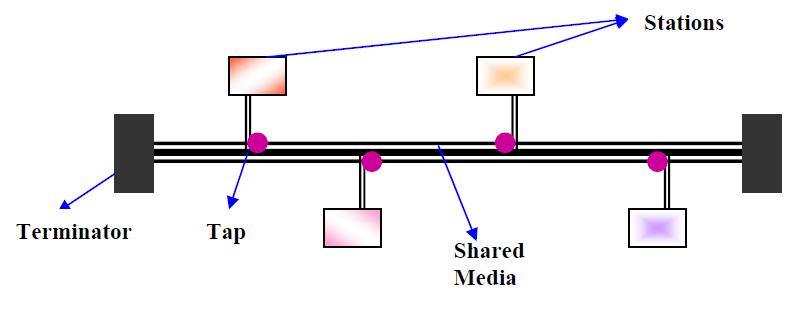 Stations
Terminator
Tap
Shared
Media